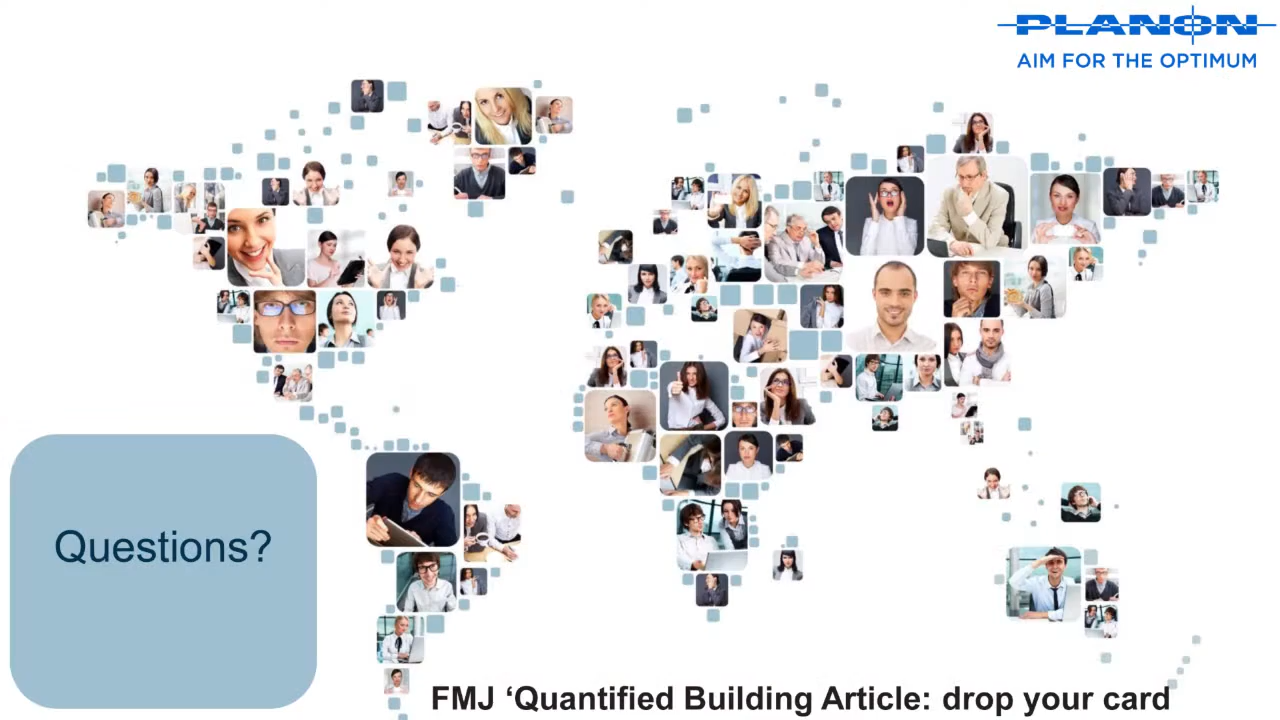 PLANON
AIM FOR THE OPTIMUM
Questions?
FMJ ‘Quantified Building Article: drop your card